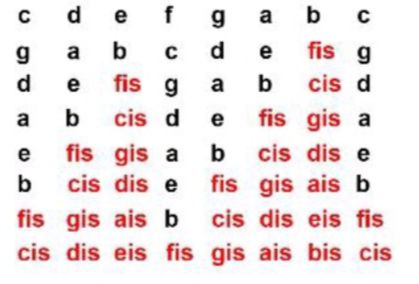 c d e f g a b c
g a b c d e fis g
d e fis g a b cis d
a b cis d e fis gis a
e fis gis a b cis dis e
b cis dis e fis gis ais b
fis gis ais b cis dis eis fis
cis dis eis fis gis ais bis cis